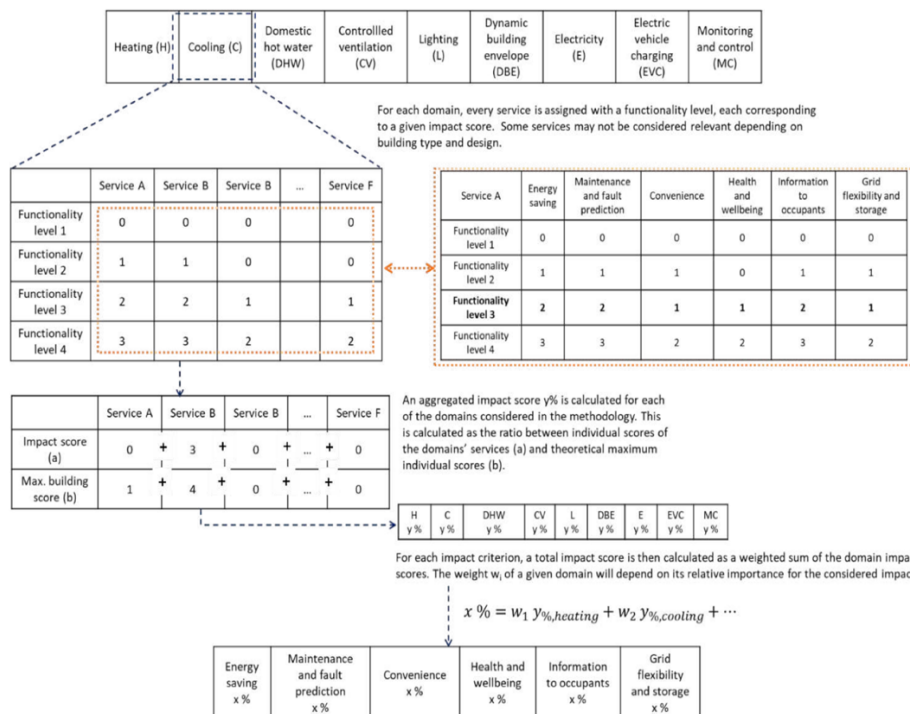 Heating (H) Cooling (C) Domestic hot water (DHW) Controllled ventilation (CV) Lighting (L) Dynamic building envelope (DBE) Electricity (E) Electric vehicle charging (EVC) Monitoring and control (MC)
For each domain, every service is assigned with a functionality level, each corresponding
to a given impact score. Some services may not be considered relevant depending on
building type and design.
Service A Service B Service B ... Service F
Functionality level 1 0 0 0 0
Functionality level 2 1 1 0 0
Functionality level 3 2 2 1 1
Functionality level 4 3 3 2 2
Service A Energy saving Maintenance and fault prediction Convenience Health and wellbeing Information to occupants Grid flexibility and storage
Functionality level 1 0 0 0 0 0 0
Functionality level 2 1 1 1 0 1 1
Functionality level 3 2 2 1 1 2 1
Functionality level 4 3 3 2 2 3 2
Service A Service B Service B ... Service F
Impact score (a) 0 + 3 + 0 + ... + 0
Max. building score (b) 1 + 4 + 0 + ... + 0
An aggregated impact score y% is calculated for each
of the domains considered in the methodology. This
is calculated as the ratio between individual scores of
the domains' services (a) and theoretical maximum
individual scores (b).
H C DHW CV L DBE E EVC MC
y % y % y % y % y % y % y % y % y %
For each impact criterion, a total impact score is then calculated as a weighted sum of the domain impa
scores. The weight wᵢ of a given domain will depend on its relative importance for the considered impac
x % = w₁ y%,heating + w₂ y%,cooling + ⋯
Energy saving x % Maintenance and fault prediction x % Convenience x % Health and wellbeing x % Information to occupants x % Grid flexibility and storage x %